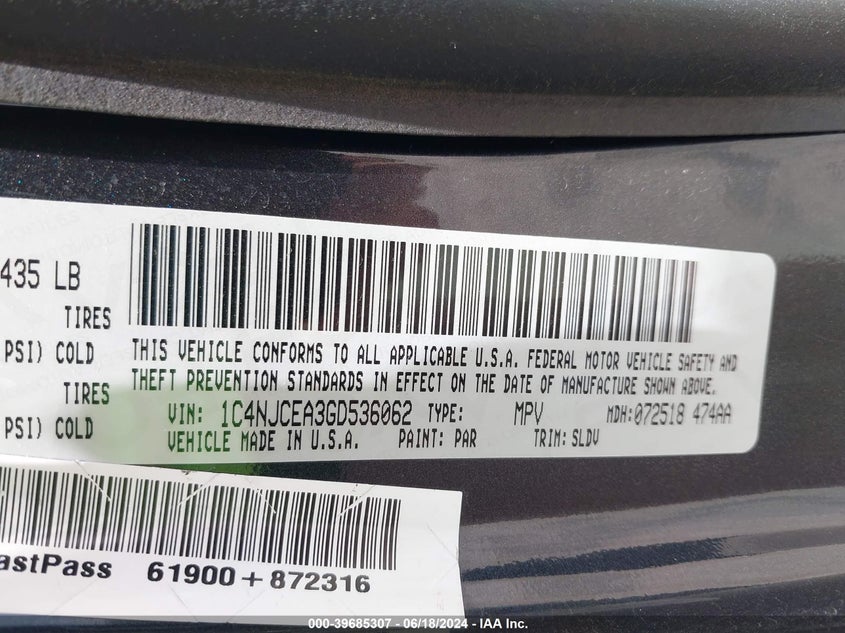 435 LB
TIRES
PSI) COLD
TIRES
PSI) COLD
THIS VEHICLE CONFORMS TO ALL APPLICABLE U.S.A. FEDERAL MOTOR VEHICLE SAFETY AND
THEFT PREVENTION STANDARDS IN EFFECT ON THE DATE OF MANUFACTURE SHOWN ABOVE.
VIN: 1C4NJCEA3GD536062 TYPE: MPV MDH:072518 474AA
VEHICLE MADE IN U.S.A. PAINT: PAR TRIM: SLDV
astPass 61900+872316
000-39685307 - 06/18/2024 - IAA Inc.